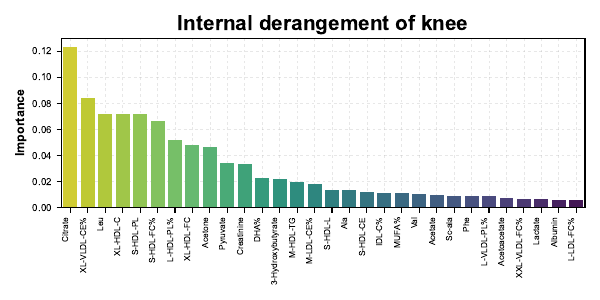 Internal derangement of knee
Importance
0.12
0.10
0.08
0.06
0.04
0.02
0.00
Citrate
XL-VLDL-CE%
Leu
XL-HDL-C
S-HDL-PL
S-HDL-FC%
L-HDL-PL%
XL-HDL-FC
Acetone
Pyruvate
Creatinine
DHA%
3-Hydroxybutyrate
M-HDL-TG
M-LDL-CE%
S-HDL-L
Ala
S-HDL-CE
IDL-C%
MUFA%
Val
Acetate
S-ala
Phe
L-VLDL-PL%
Acetoacetate
XXL-VLDL-FC%
Lactate
Albumin
L-LDL-FC%